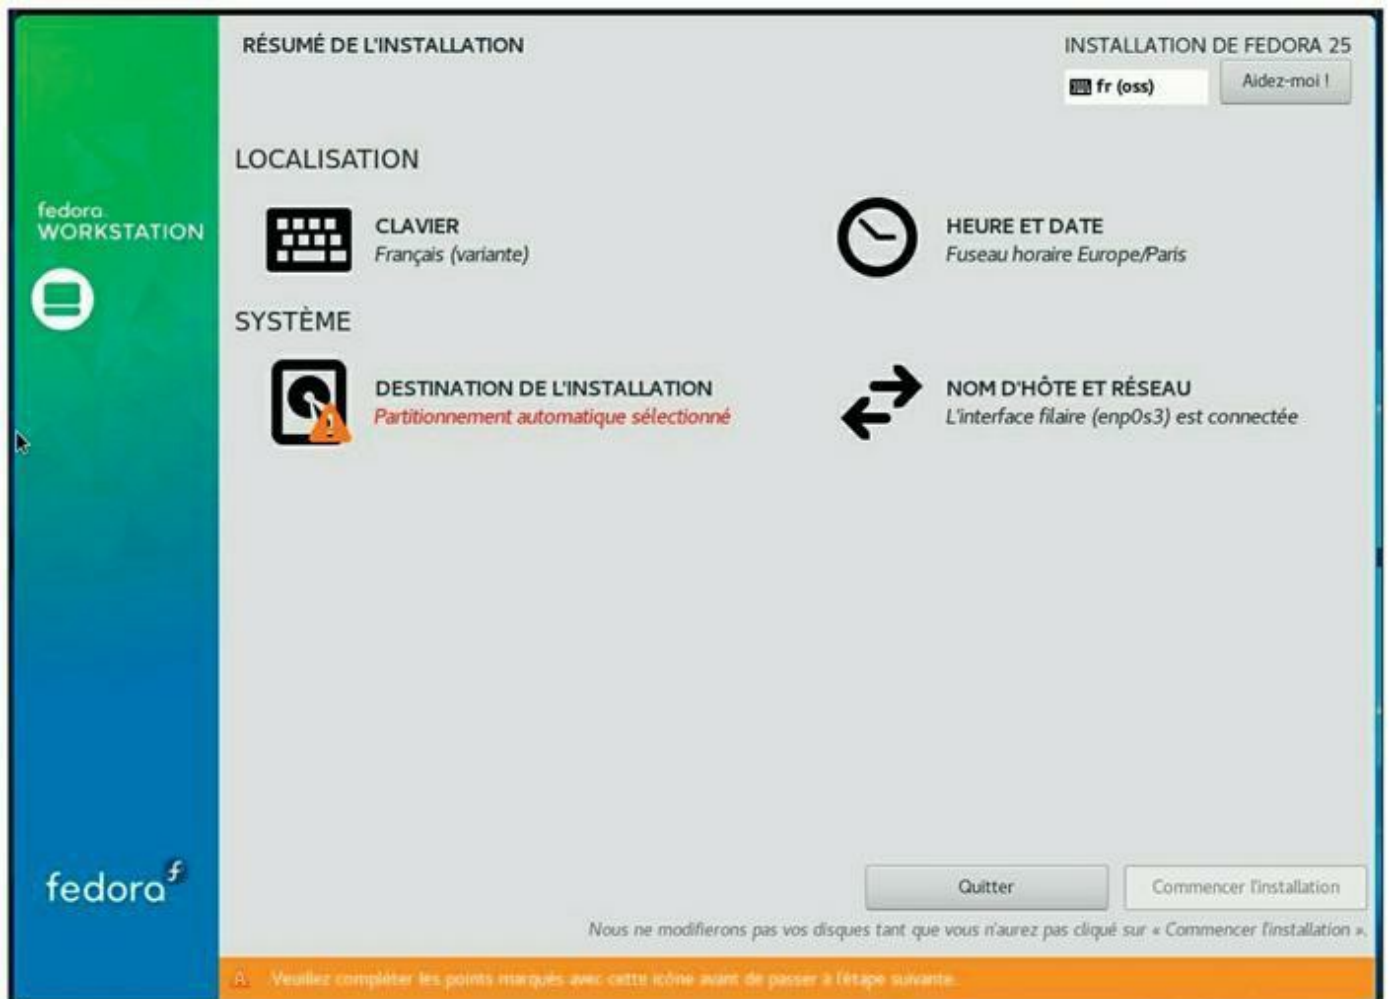 RÉSUMÉ DE L'INSTALLATION
INSTALLATION DE FEDORA 25
fr (oss)
Aidez-moi !
LOCALISATION
fedora.
WORKSTATION
CLAVIER
Français (variante)
HEURE ET DATE
Fuseau horaire Europe/Paris
SYSTÈME
DESTINATION DE L'INSTALLATION
Partitionnement automatique sélectionné
NOM D'HÔTE ET RÉSEAU
L'interface filaire (enp0s3) est connectée
fedora
Quitter
Commencer l'installation
Nous ne modifierons pas vos disques tant que vous n'aurez pas cliqué sur « Commencer l'installation ».
Veuillez compléter les points marqués avec cette icône avant de passer à l'étape suivante.